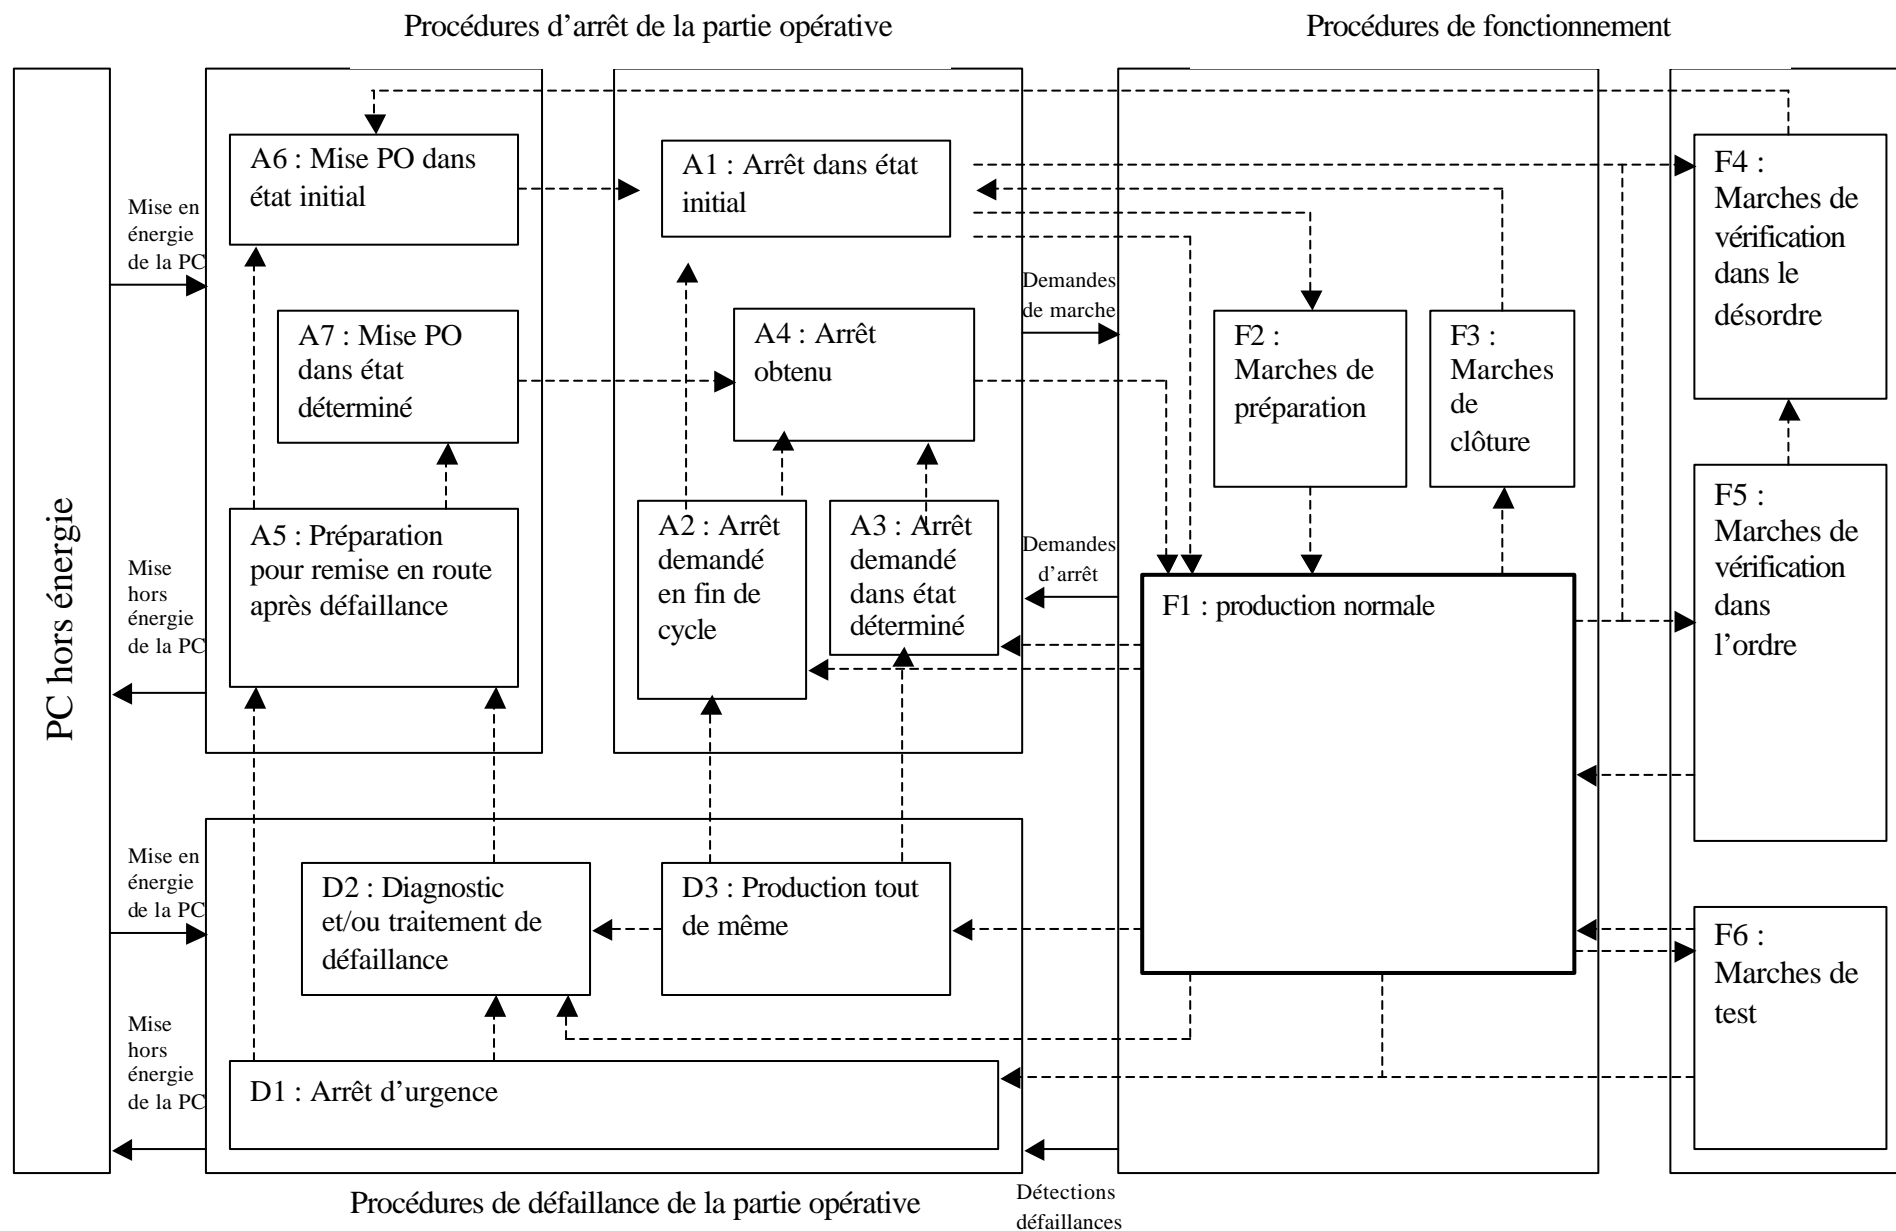 Procédures d'arrêt de la partie opérative
Procédures de fonctionnement
PC hors énergie
Mise en
énergie
de la PC
Mise
hors
énergie
de la PC
Mise en
énergie
de la PC
Mise
hors
énergie
de la PC
A6 : Mise PO dans
état initial
A7 : Mise PO
dans état
déterminé
A5 : Préparation
pour remise en route
après défaillance
A1 : Arrêt dans état
initial
A4 : Arrêt
obtenu
A2 : Arrêt
demandé
en fin de
cycle
A3 : Arrêt
demandé
dans état
déterminé
Demandes
de marche
Demandes
d'arrêt
F2 :
Marches de
préparation
F3 :
Marches
de
clôture
F1 : production normale
F4 :
Marches de
vérification
dans le
désordre
F5 :
Marches de
vérification
dans
l'ordre
F6 :
Marches de
test
D2 : Diagnostic
et/ou traitement de
défaillance
D3 : Production tout
de même
D1 : Arrêt d'urgence
Procédures de défaillance de la partie opérative
Détections
défaillances